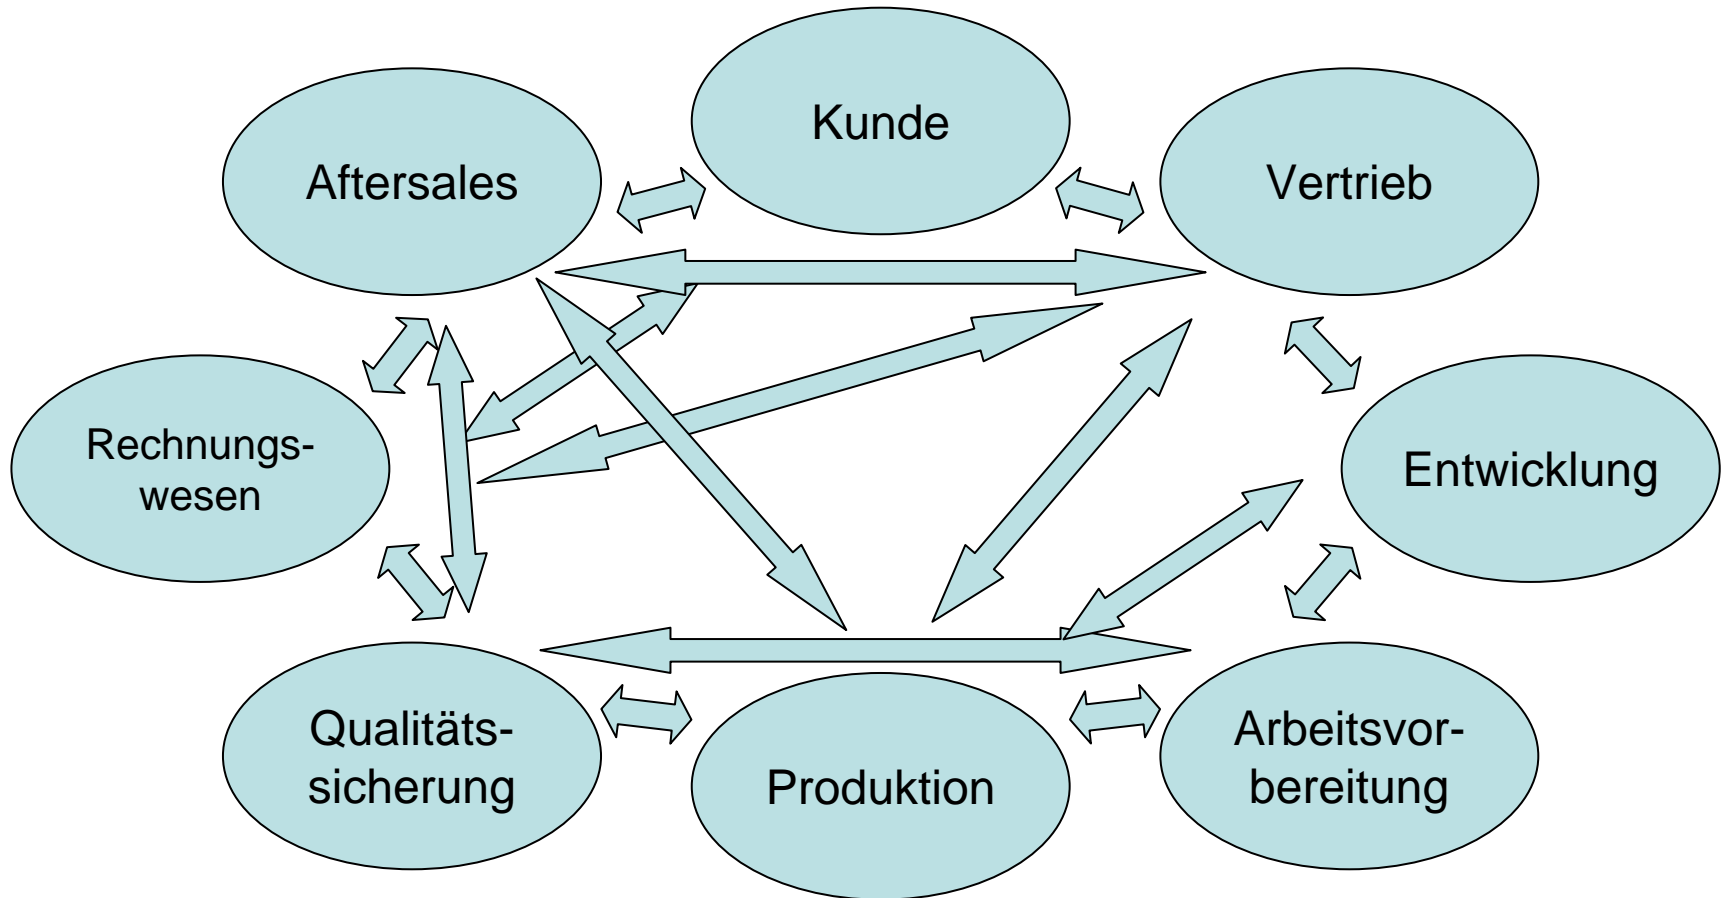 Kunde
Aftersales
Vertrieb
Rechnungs-
wesen
Entwicklung
Qualitäts-
sicherung
Produktion
Arbeitsvor-
bereitung